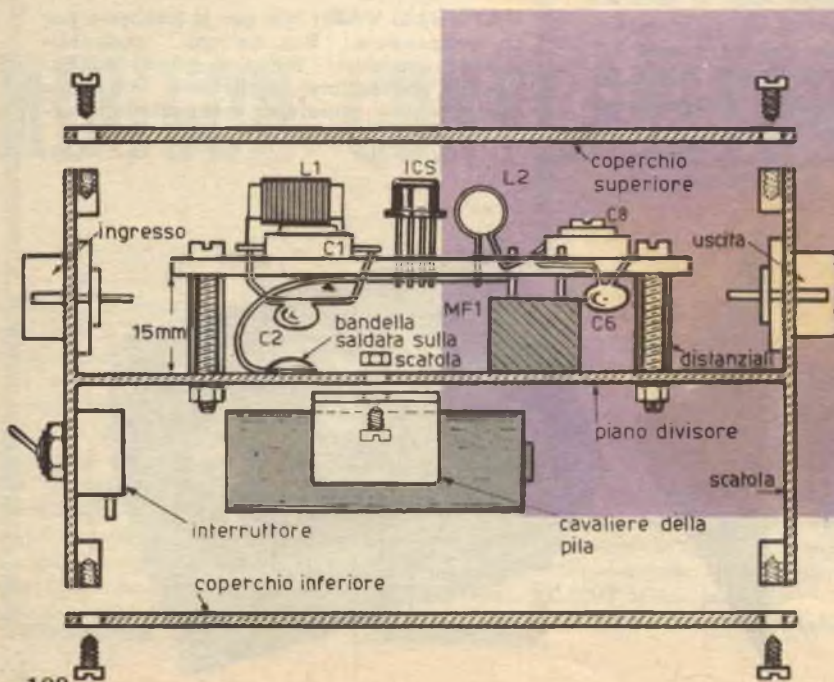 coperchio
superiore
L1
ICS
L2
C8
ingresso
C1
uscita
15mm
C2
bandella
saldata sulla
scatola
MF1
C6
distanziali
piano divisore
scatola
interruttore
cavaliere della
pila
coperchio inferiore